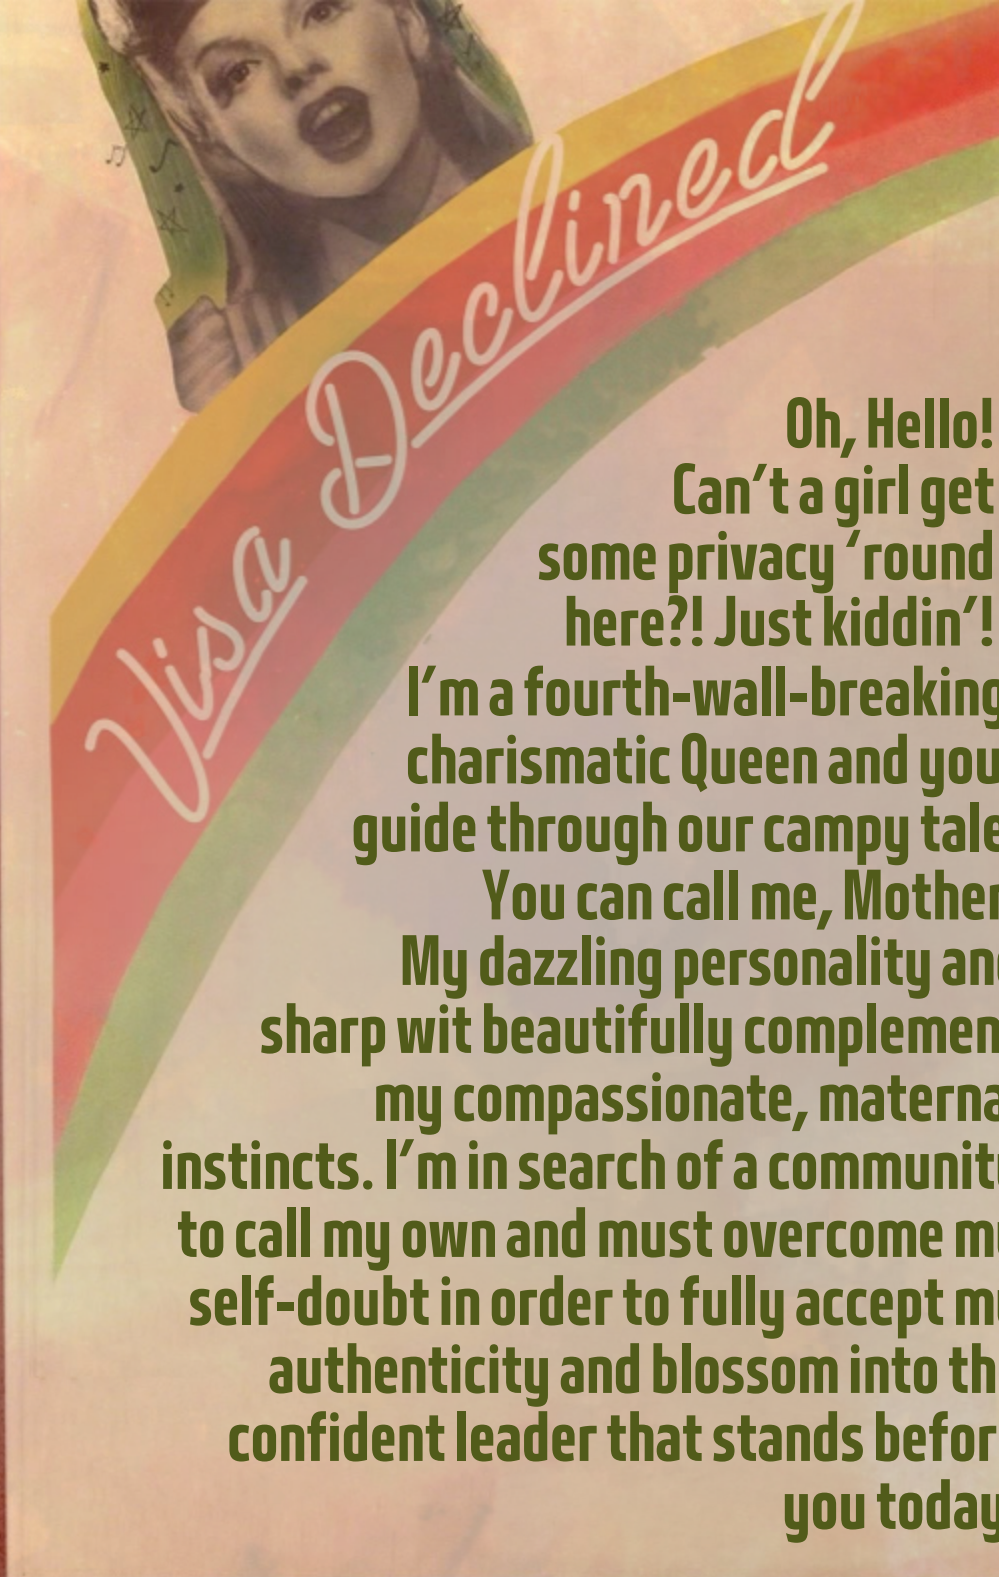 Visa Declined
Oh, Hello!
Can’t a girl get
some privacy ‘round
here?! Just kiddin’!
I’m a fourth-wall-breaking
charismatic Queen and you
guide through our campy tale
You can call me, Mother
My dazzling personality and
sharp wit beautifully complemen
my compassionate, materna
instincts. I’m in search of a community
to call my own and must overcome my
self-doubt in order to fully accept my
authenticity and blossom into th
confident leader that stands befor
you today